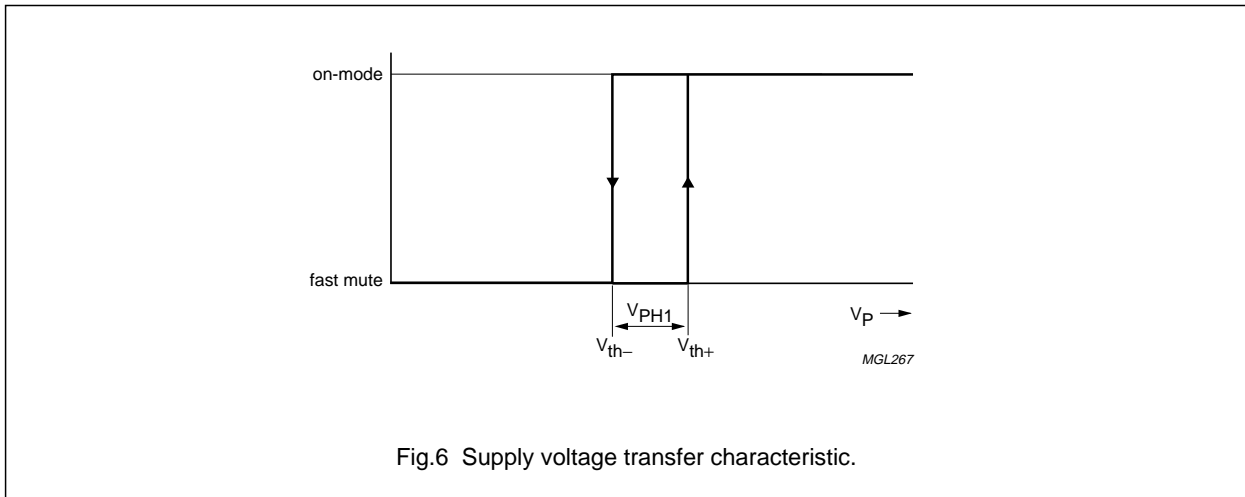 on-mode
fast mute
VPH1
VP
Vth−
Vth+
MGL267
Fig.6 Supply voltage transfer characteristic.